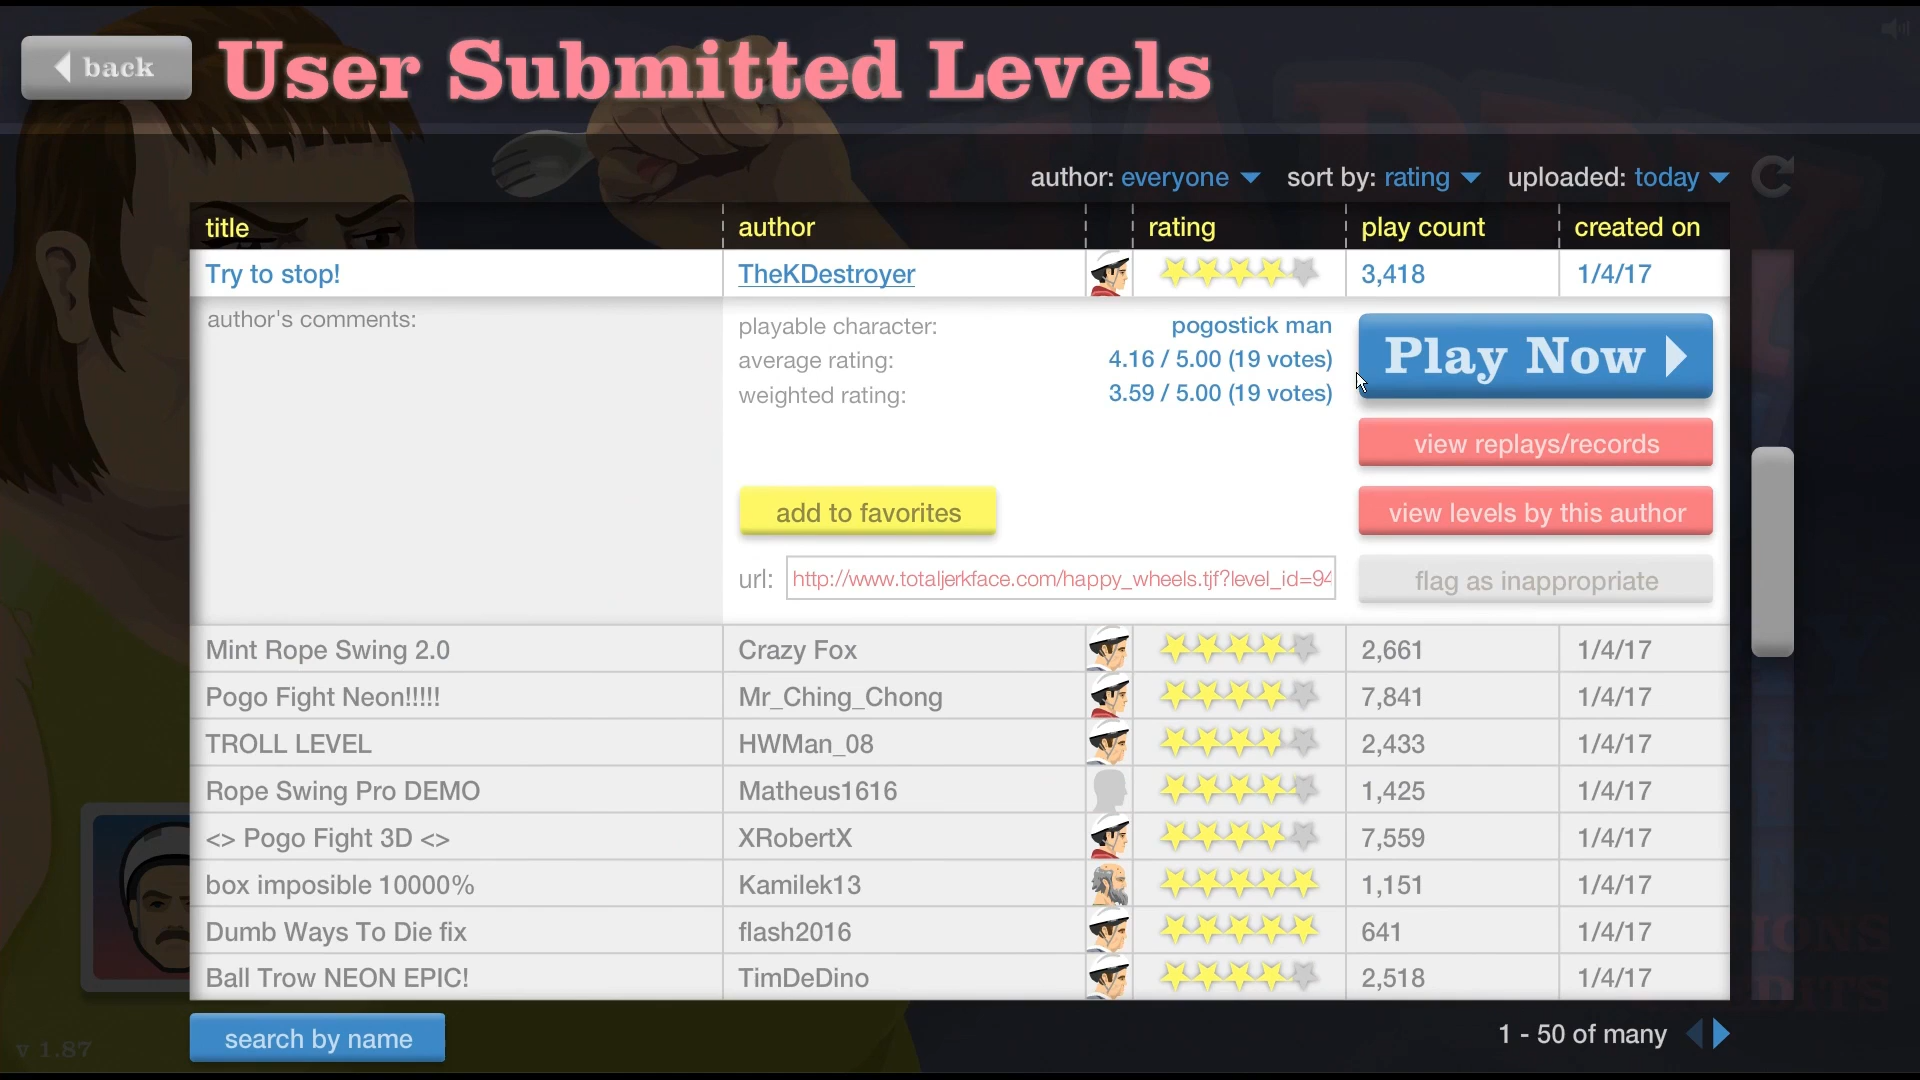 back
User Submitted Levels
author: everyone sort by: rating uploaded: today
title author rating play count created on
Try to stop! TheKDestroyer 3,418 1/4/17
author's comments:
playable character: pogostick man
average rating: 4.16 / 5.00 (19 votes)
weighted rating: 3.59 / 5.00 (19 votes)
Play Now
view replays/records
add to favorites
view levels by this author
url: http://www.totaljerkface.com/happy_wheels.tjf?level_id=94
flag as inappropriate
Mint Rope Swing 2.0 Crazy Fox 2,661 1/4/17
Pogo Fight Neon!!!!! Mr_Ching_Chong 7,841 1/4/17
TROLL LEVEL HWMan_08 2,433 1/4/17
Rope Swing Pro DEMO Matheus1616 1,425 1/4/17
<> Pogo Fight 3D <> XRobertX 7,559 1/4/17
box imposible 10000% Kamilek13 1,151 1/4/17
Dumb Ways To Die fix flash2016 641 1/4/17
Ball Trow NEON EPIC! TimDeDino 2,518 1/4/17
search by name
1 - 50 of many
v 1.87